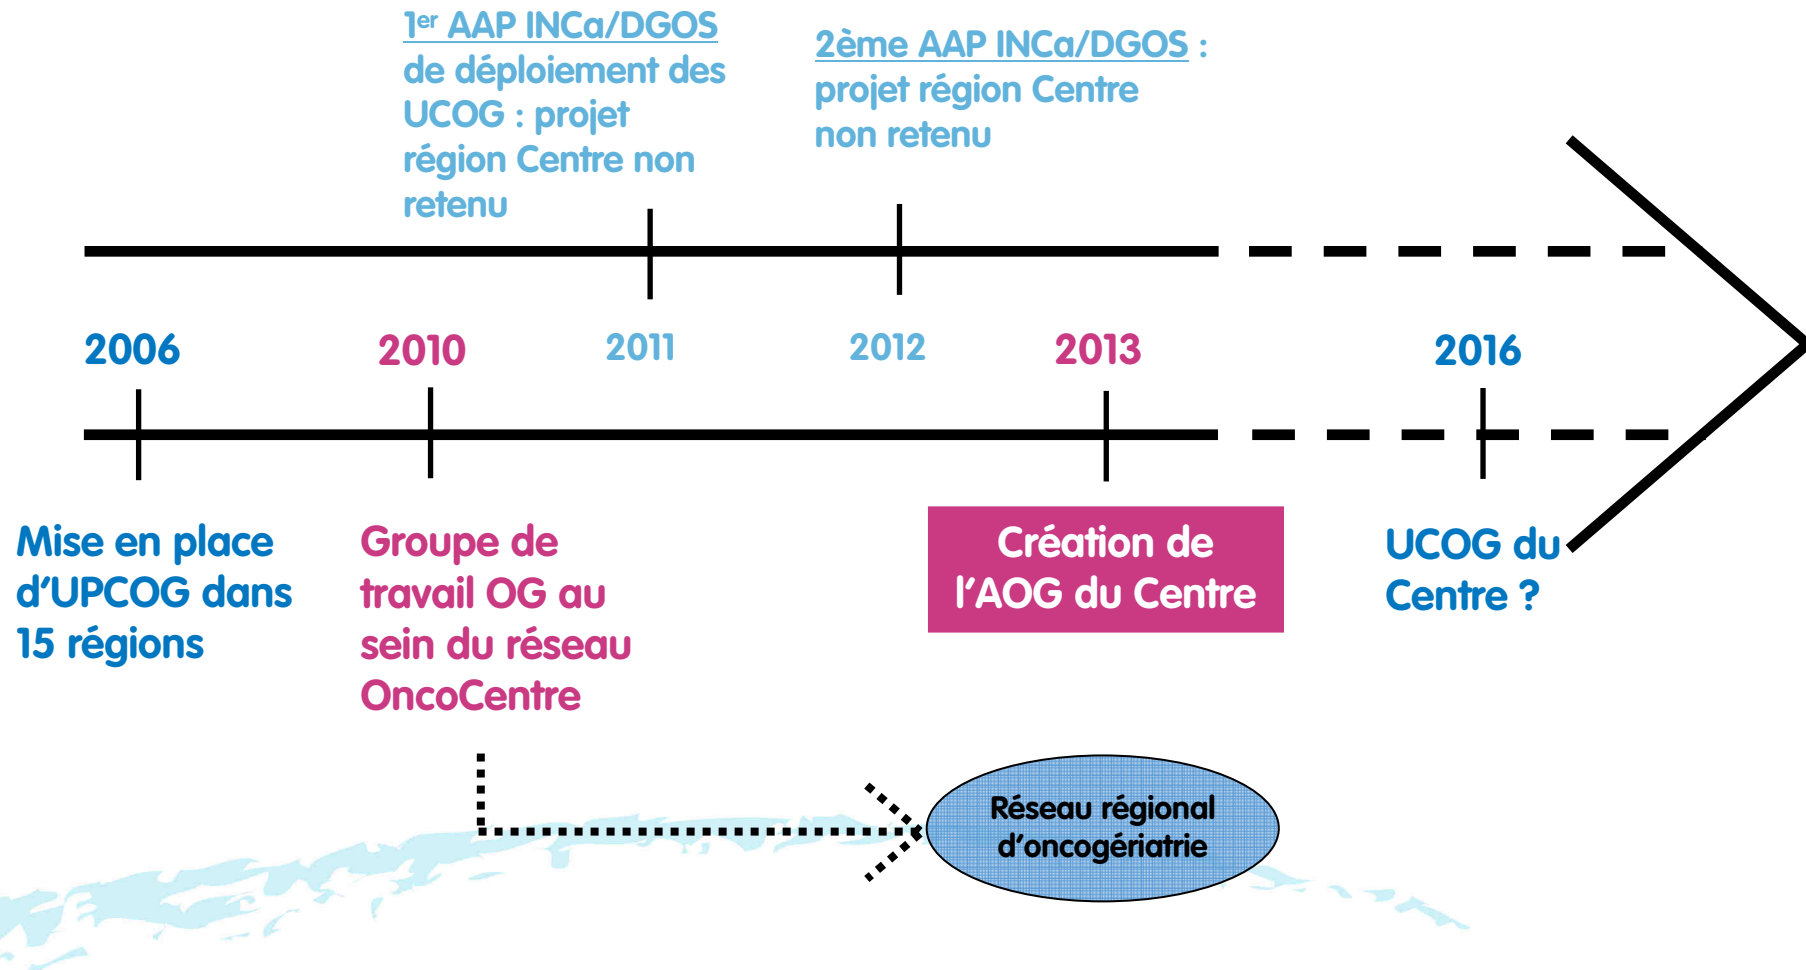 1er AAP INCa/DGOS
de déploiement des
UCOG : projet
région Centre non
retenu
2ème AAP INCa/DGOS :
projet région Centre
non retenu
2006
2010
2011
2012
2013
2016
Mise en place
d’UPCOG dans
15 régions
Groupe de
travail OG au
sein du réseau
OncoCentre
Création de
l’AOG du Centre
UCOG du
Centre ?
Réseau régional
d’oncogériatrie